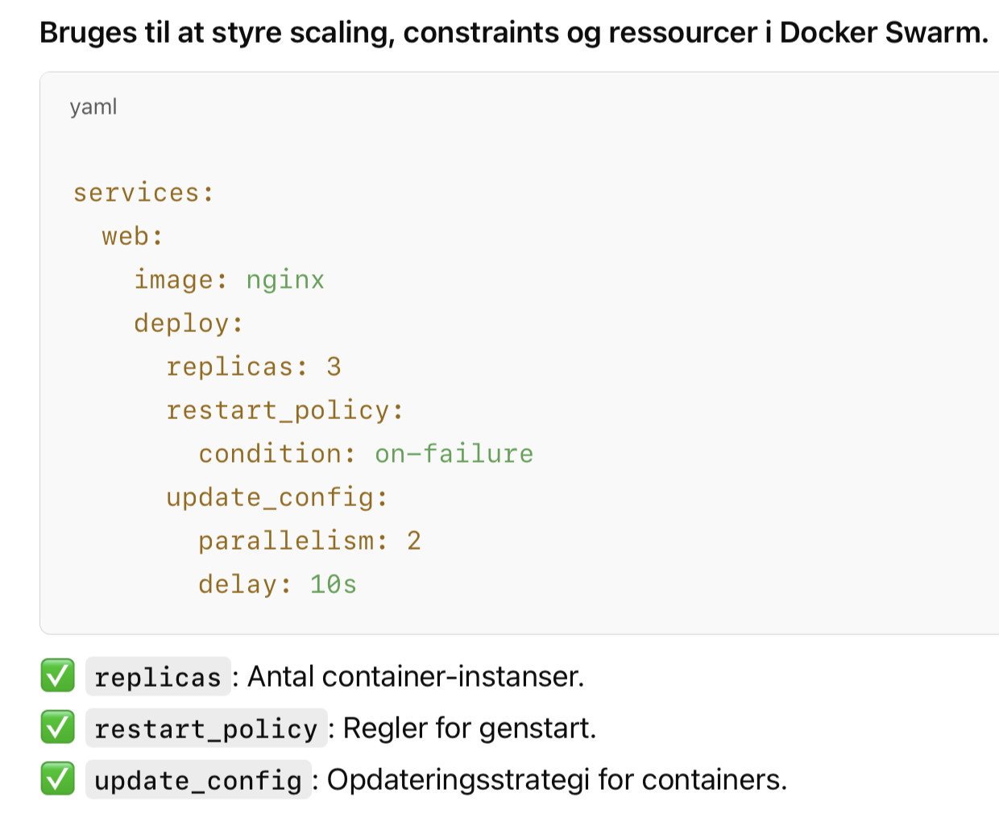 Bruges til at styre scaling, constraints og ressourcer i Docker Swarm.
yaml
services:
  web:
    image: nginx
    deploy:
      replicas: 3
      restart_policy:
        condition: on-failure
      update_config:
        parallelism: 2
        delay: 10s
✅ replicas: Antal container-instanser.
✅ restart_policy: Regler for genstart.
✅ update_config: Opdateringsstrategi for containers.